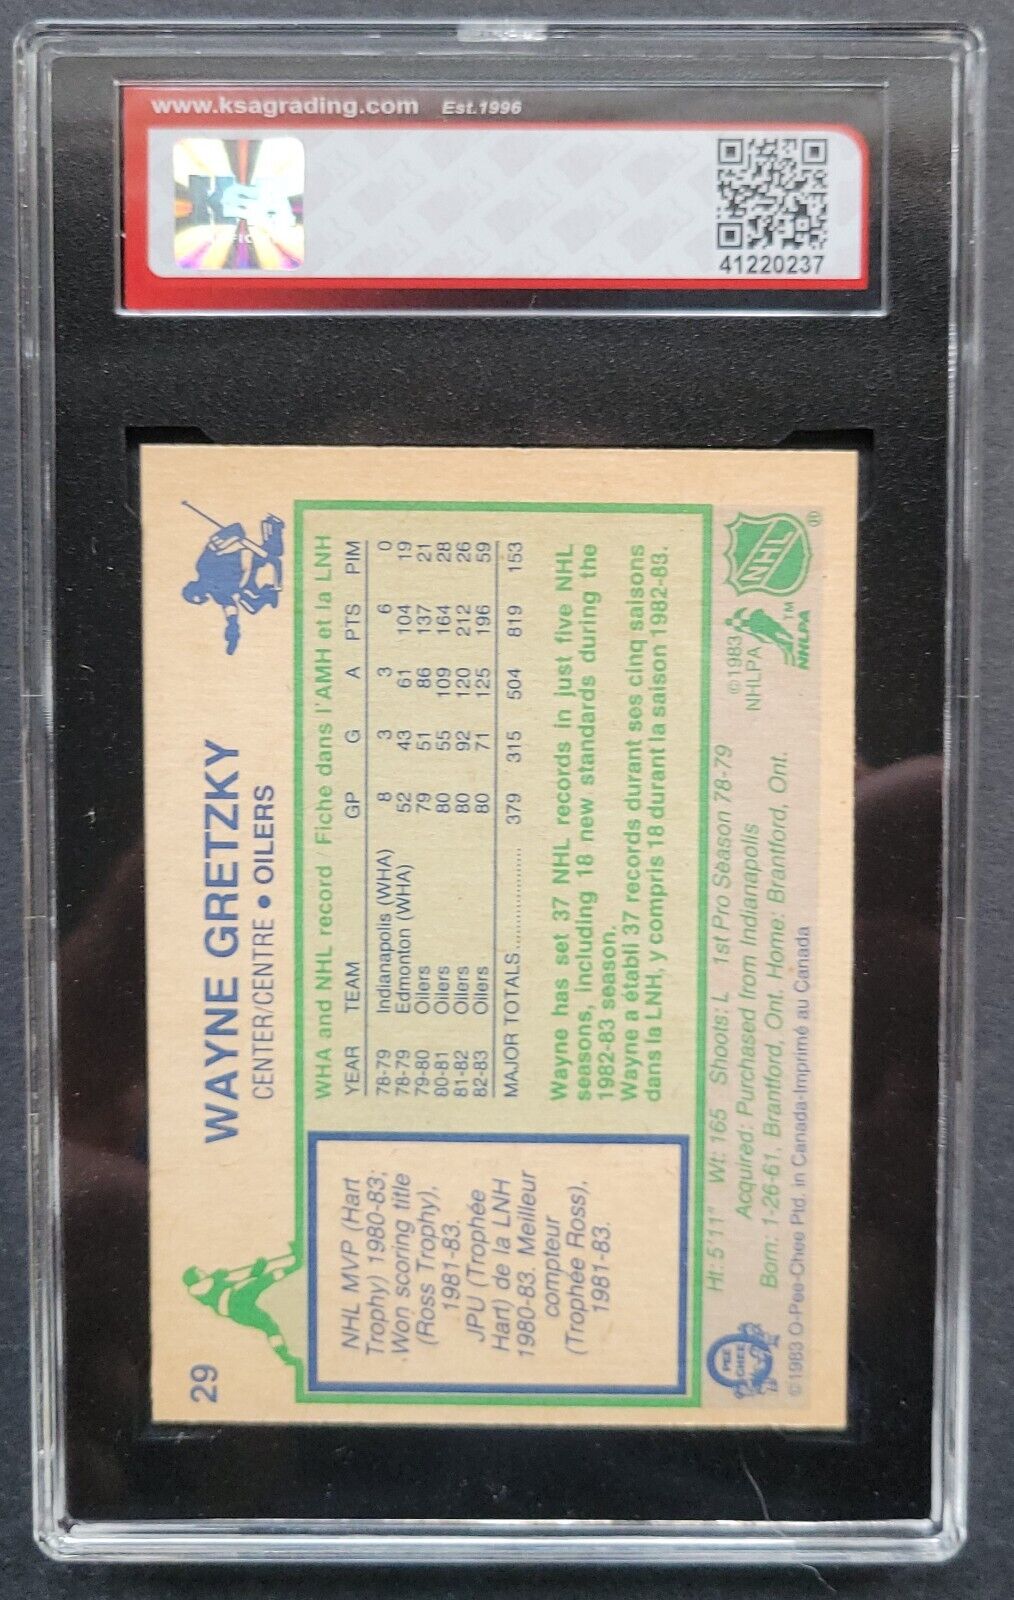 www.ksagrading.com Est.1996
KSA
41220237
29
WAYNE GRETZKY
CENTER/CENTRE • OILERS
NHL MVP (Hart
Trophy) 1980-83;
Won scoring title
(Ross Trophy),
1981-83.
JPU (Trophée
Hart) de la LNH
1980-83. Meilleur
compteur
(Trophée Ross),
1981-83.
WHA and NHL record / Fiche dans l'AMH et la LNH
YEAR TEAM GP G A PTS PIM
78-79 Indianapolis (WHA) 8 3 3 6 0
78-79 Edmonton (WHA) 52 43 61 104 19
79-80 Oilers 79 51 86 137 21
80-81 Oilers 80 55 109 164 28
81-82 Oilers 80 92 120 212 26
82-83 Oilers 80 71 125 196 59
MAJOR TOTALS.................... 379 315 504 819 153
Wayne has set 37 NHL records in just five NHL
seasons, including 18 new standards during the
1982-83 season.
Wayne a établi 37 records durant ses cinq saisons
dans la LNH, y compris 18 durant la saison 1982-83.
Ht: 5'11" Wt: 165 Shoots: L 1st Pro Season 78-79
Acquired: Purchased from Indianapolis
Born: 1-26-61, Brantford, Ont. Home: Brantford, Ont.
©1983 O-Pee-Chee Ptd. in Canada-Imprimé au Canada
O PEE CHEE
©1983
NHLPA
NHLPA™
NHL®